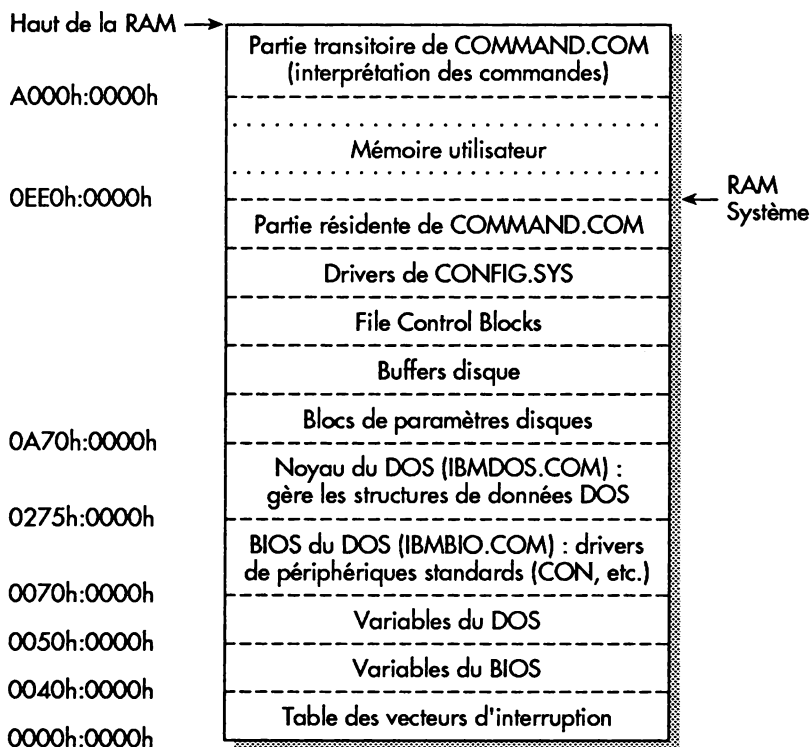 Haut de la RAM
Partie transitoire de COMMAND.COM
(interprétation des commandes)
A000h:0000h
Mémoire utilisateur
0EE0h:0000h
RAM
Système
Partie résidente de COMMAND.COM
Drivers de CONFIG.SYS
File Control Blocks
Buffers disque
Blocs de paramètres disques
0A70h:0000h
Noyau du DOS (IBMDOS.COM) :
gère les structures de données DOS
0275h:0000h
BIOS du DOS (IBMBIO.COM) : drivers
de périphériques standards (CON, etc.)
0070h:0000h
Variables du DOS
0050h:0000h
Variables du BIOS
0040h:0000h
Table des vecteurs d'interruption
0000h:0000h